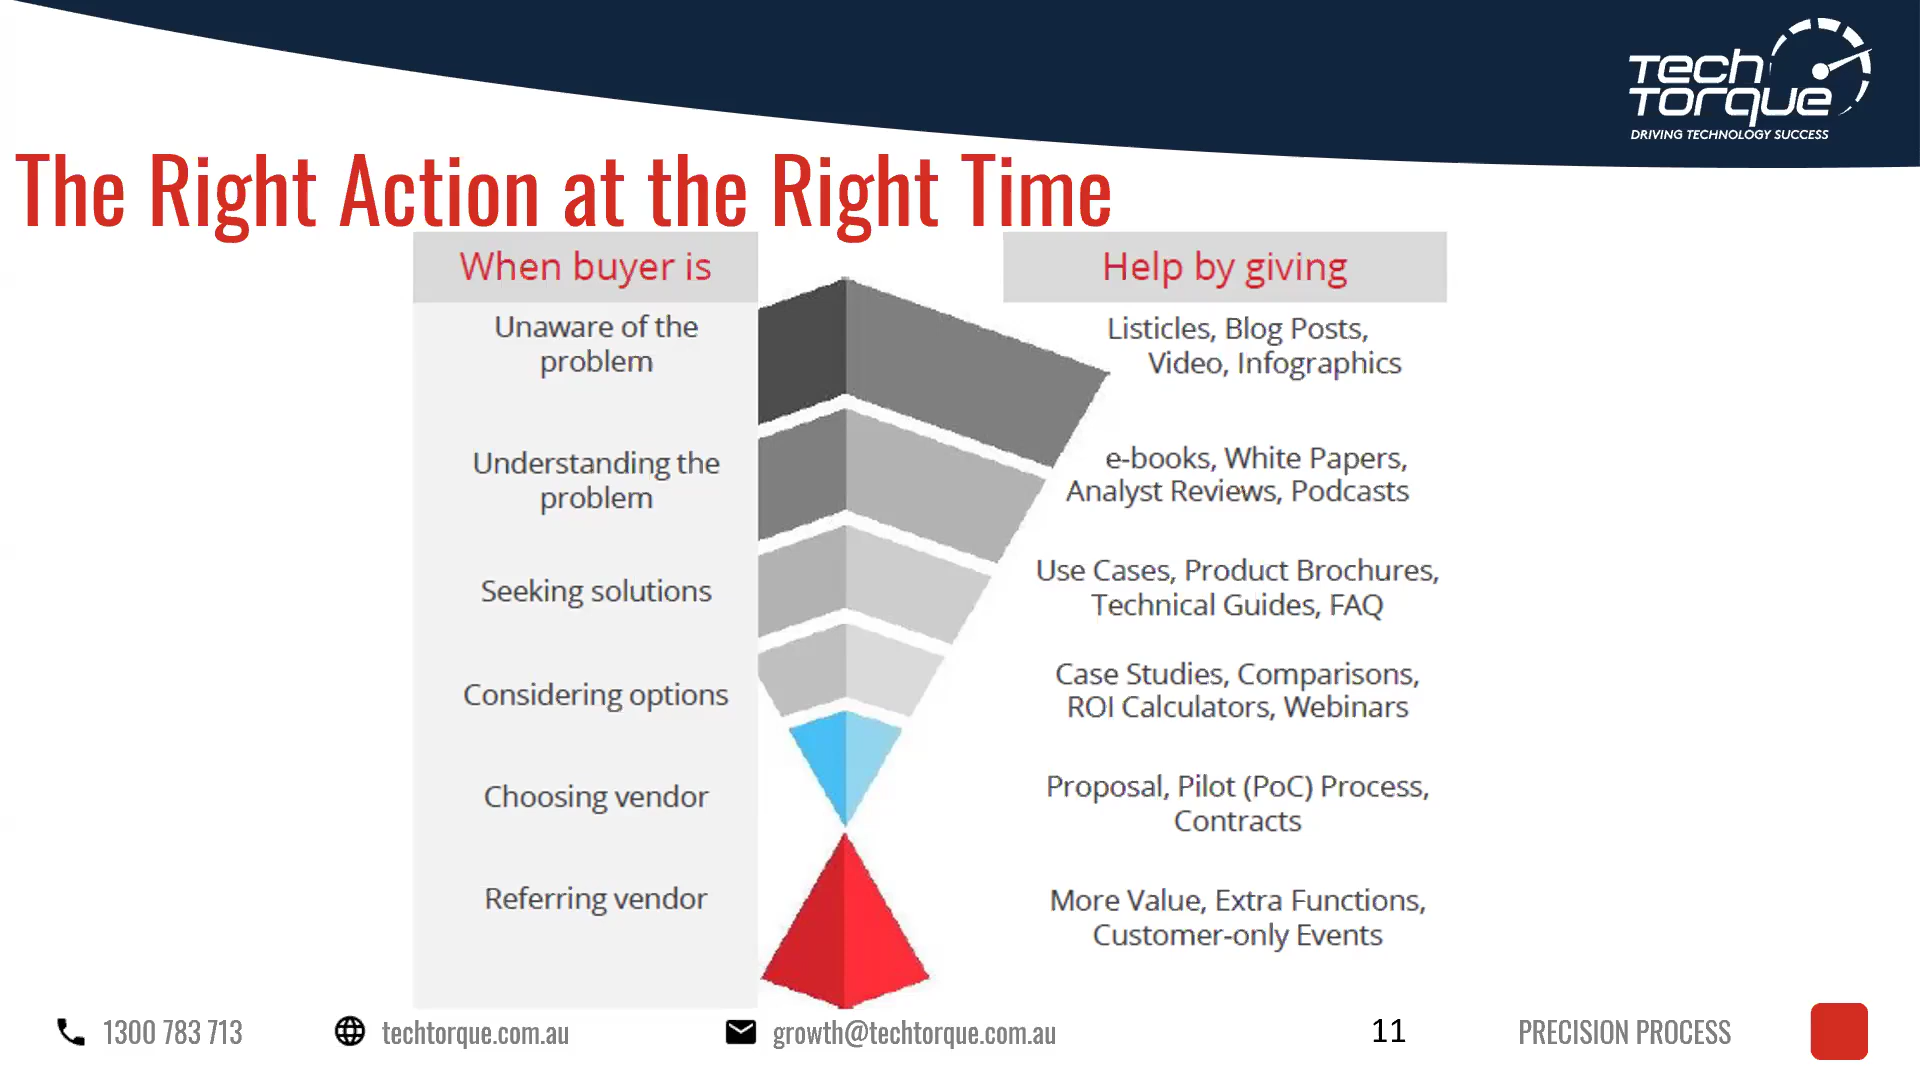 Tech
Torque
DRIVING TECHNOLOGY SUCCESS
The Right Action at the Right Time
When buyer is
Help by giving
Unaware of the
problem
Listicles, Blog Posts,
Video, Infographics
Understanding the
problem
e-books, White Papers,
Analyst Reviews, Podcasts
Seeking solutions
Use Cases, Product Brochures,
Technical Guides, FAQ
Considering options
Case Studies, Comparisons,
ROI Calculators, Webinars
Choosing vendor
Proposal, Pilot (PoC) Process,
Contracts
Referring vendor
More Value, Extra Functions,
Customer-only Events
1300 783 713
techtorque.com.au
growth@techtorque.com.au
11
PRECISION PROCESS